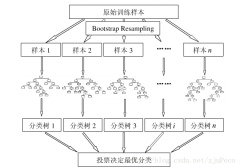 原始训练样本
Bootstrap Resampling
样本 1 样本 2 样本 3 …… 样本 n
……
分类树 1 分类树 2 分类树 3 分类树 i 分类树 n
投票决定最优分类